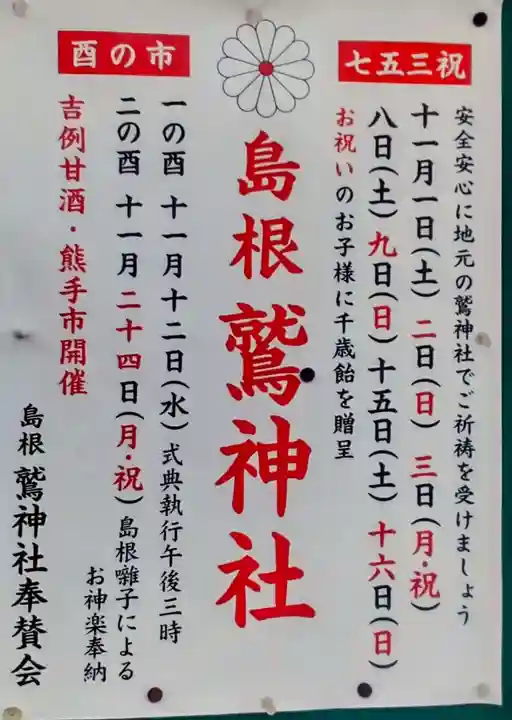 七五三祝
安全安心に地元の鷲神社でご祈祷を受けましょう
十一月一日(土) 二日(日) 三日(月・祝)
八日(土)九日(日)十五日(土) 十六日(日)
お祝いのお子様に千歳飴を贈呈
島根鷲神社
酉の市
一の酉 十一月十二日(水) 式典執行午後三時
二の酉 十一月二十四日(月・祝) 島根囃子による
お神楽奉納
吉例甘酒・熊手市開催
島根鷲神社奉賛会